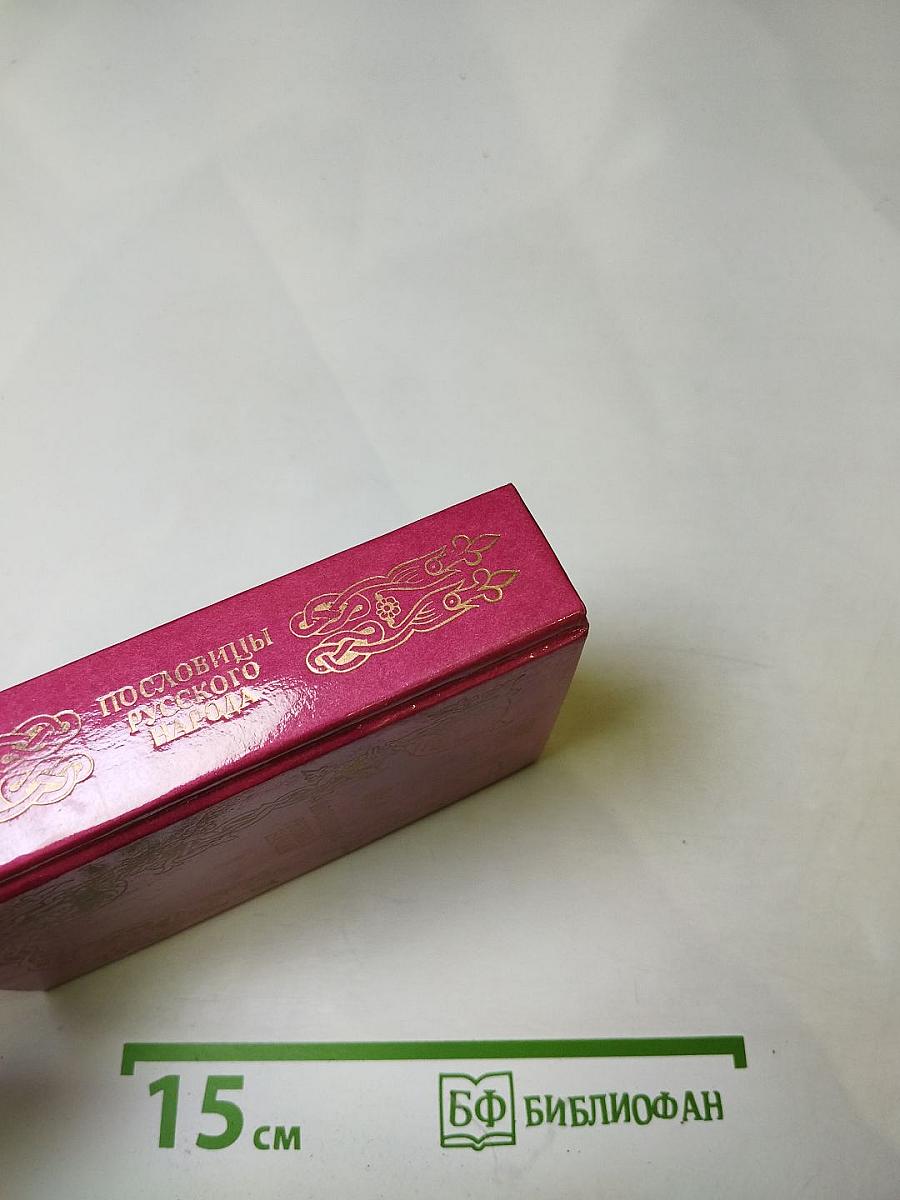 ПОСЛОВИЦЫ
РУССКОГО
НАРОДА
15 см
БФ БИБЛИОФАН